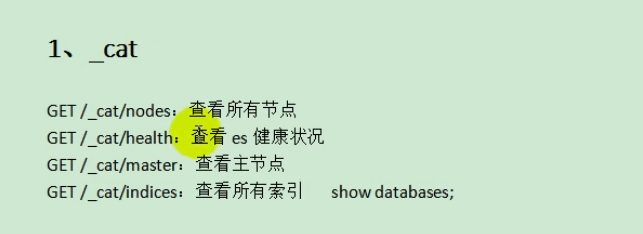 1、_cat
GET /_cat/nodes：查看所有节点
GET /_cat/health：查看 es 健康状况
GET /_cat/master：查看主节点
GET /_cat/indices：查看所有索引 show databases;